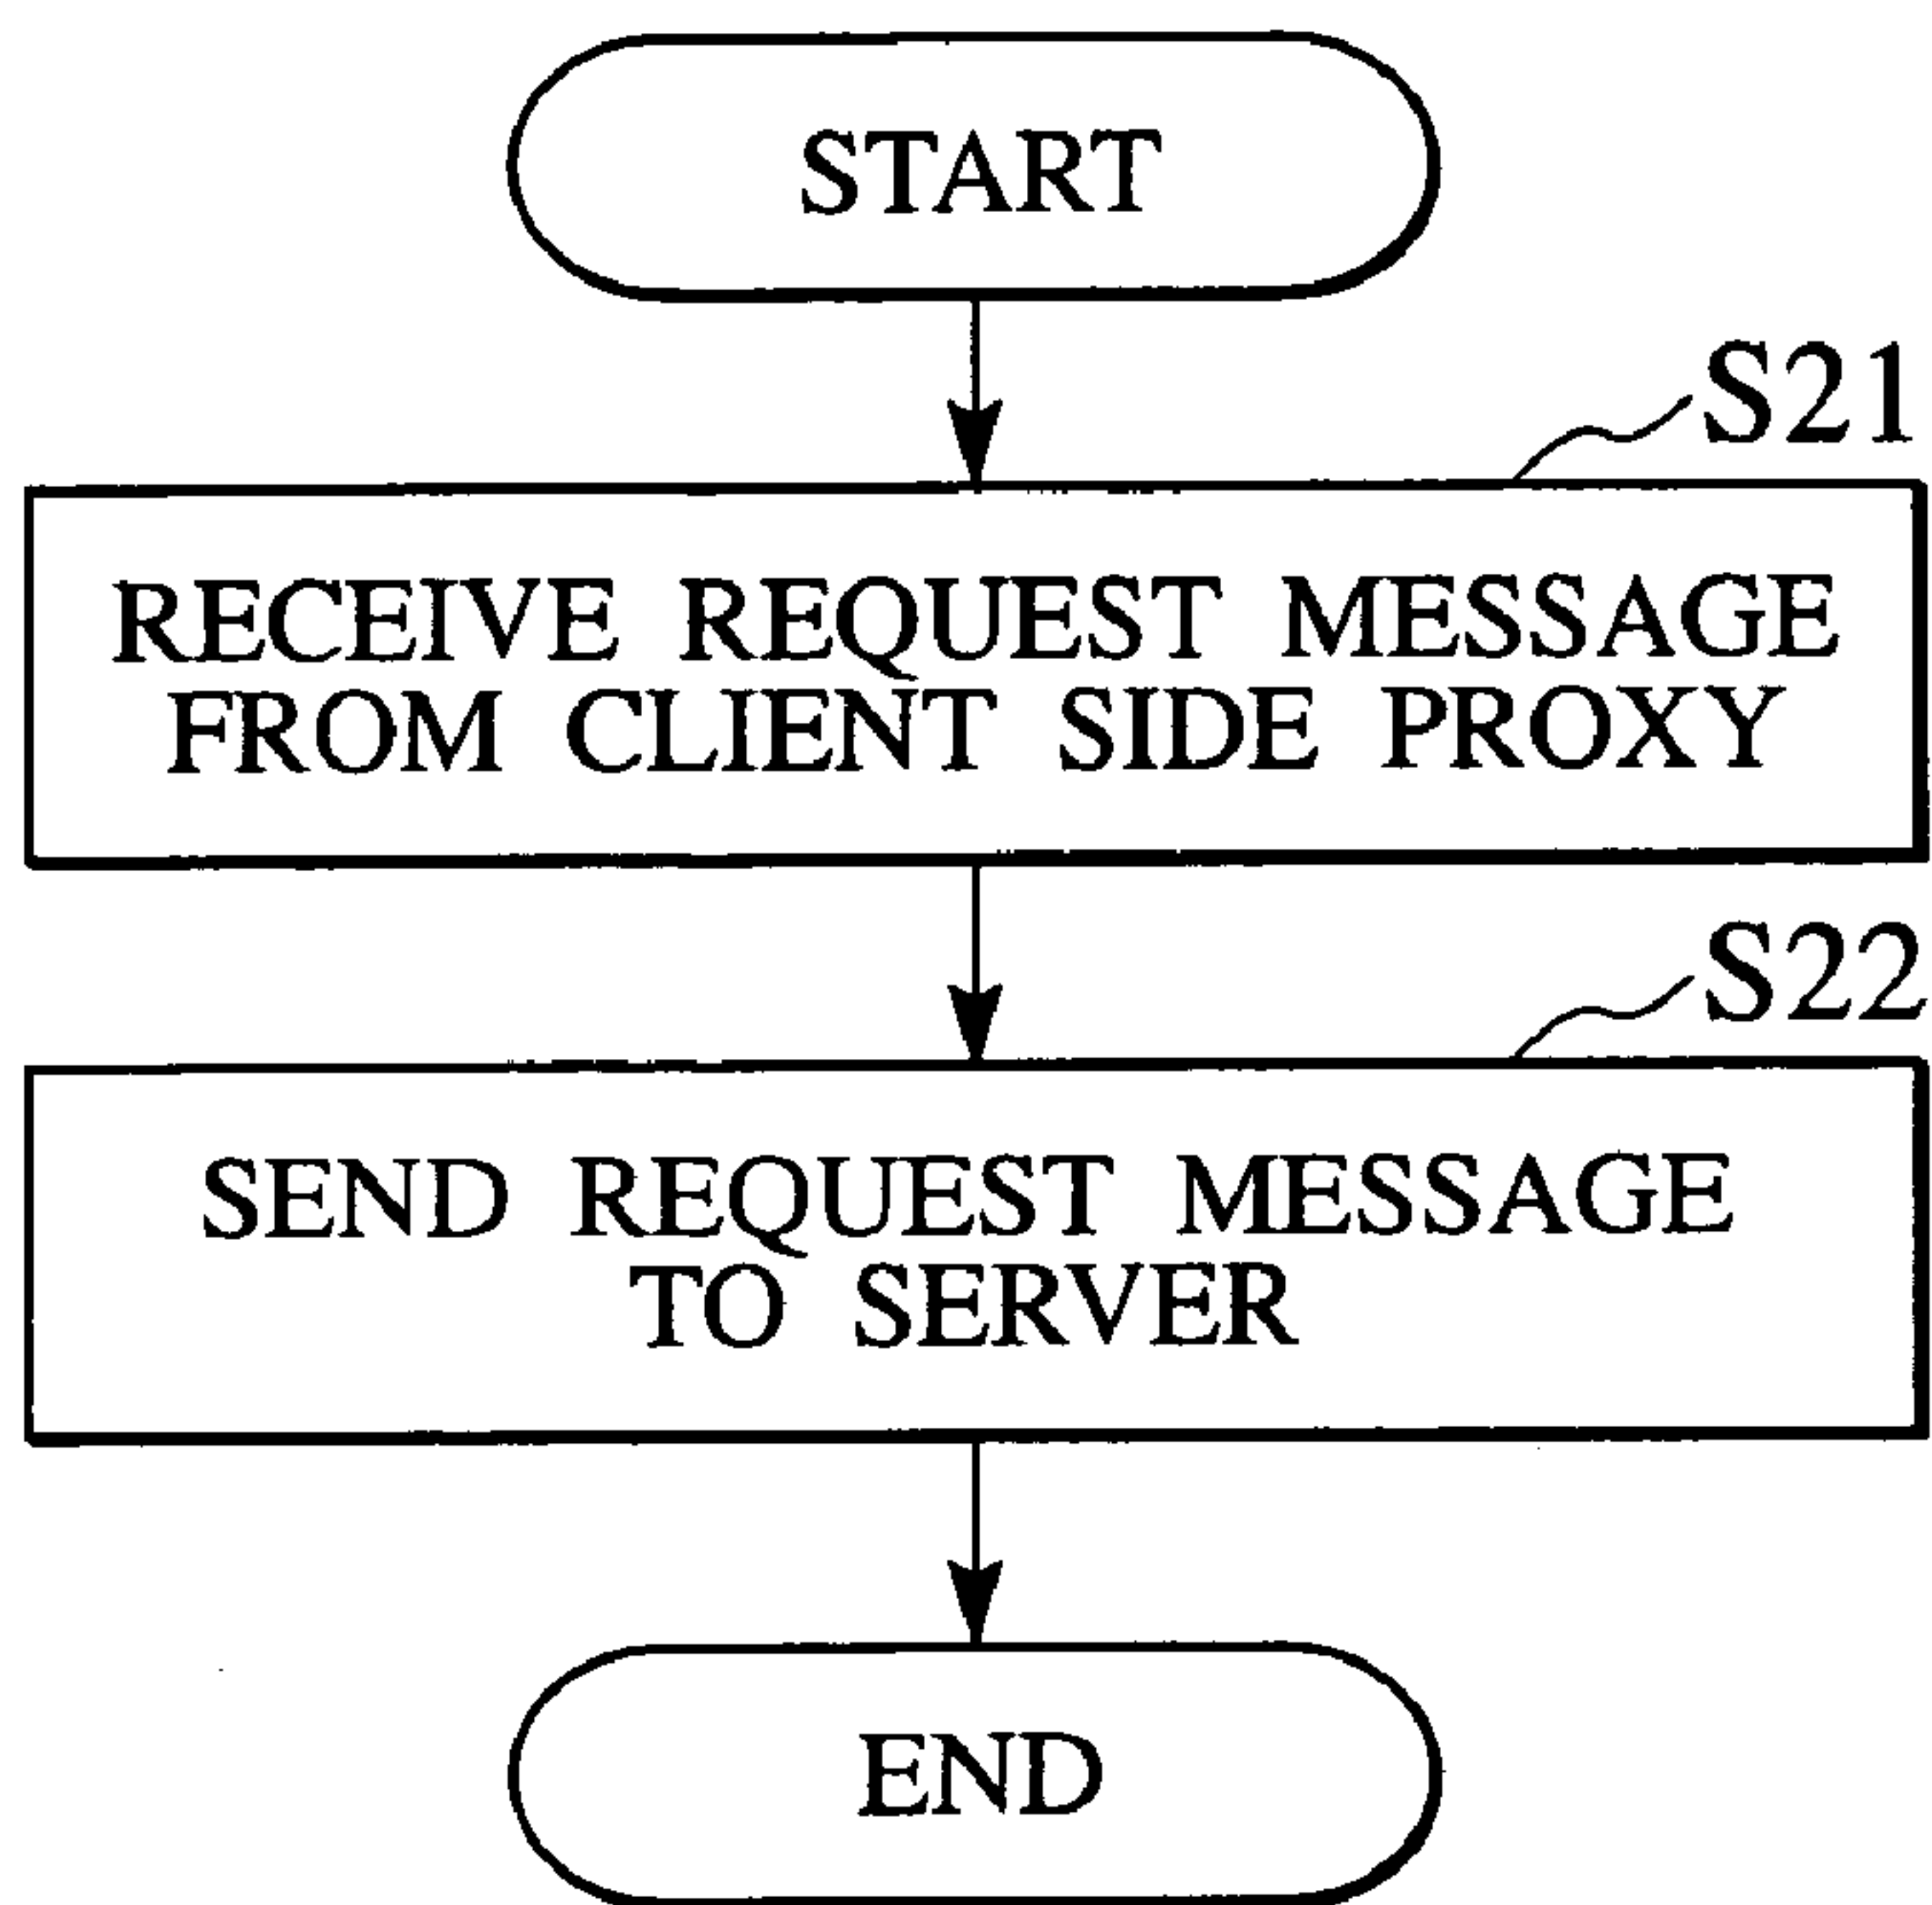 START
S21
RECEIVE REQUEST MESSAGE
FROM CLIENT SIDE PROXY
S22
SEND REQUEST MESSAGE
TO SERVER
END